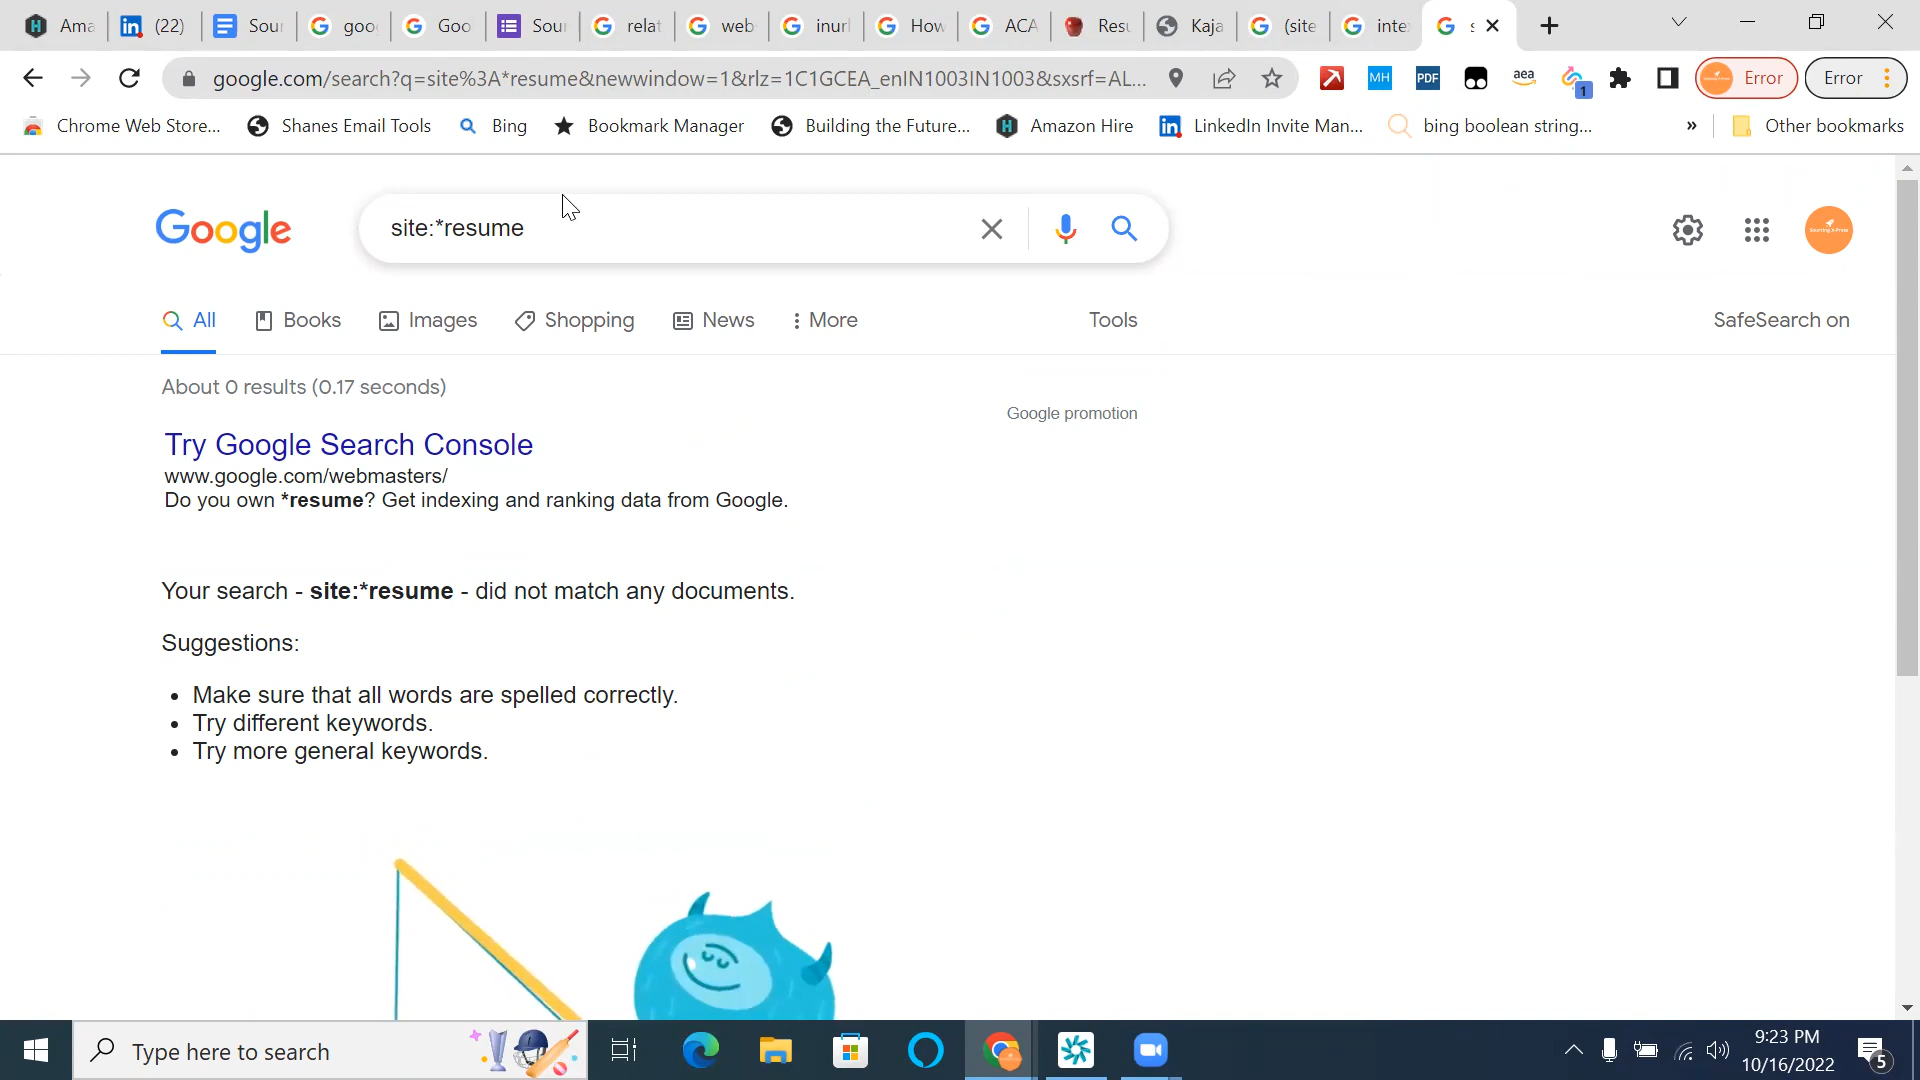 Ama
(22)
Sour
goo
Goo
Sour
relat
web
inurl
How
ACA
Resu
Kaja
(site
inte
google.com/search?q=site%3A*resume&newwindow=1&rlz=1C1GCEA_enIN1003IN1003&sxsrf=AL...
MH
PDF
aea
1
Error
Error
Chrome Web Store...
Shanes Email Tools
Bing
Bookmark Manager
Building the Future...
Amazon Hire
LinkedIn Invite Man...
bing boolean string...
»
Other bookmarks
Google
site:*resume
All
Books
Images
Shopping
News
More
Tools
SafeSearch on
About 0 results (0.17 seconds)
Google promotion
Try Google Search Console
www.google.com/webmasters/
Do you own *resume? Get indexing and ranking data from Google.
Your search - site:*resume - did not match any documents.
Suggestions:
• Make sure that all words are spelled correctly.
• Try different keywords.
• Try more general keywords.
Type here to search
9:23 PM
10/16/2022
5